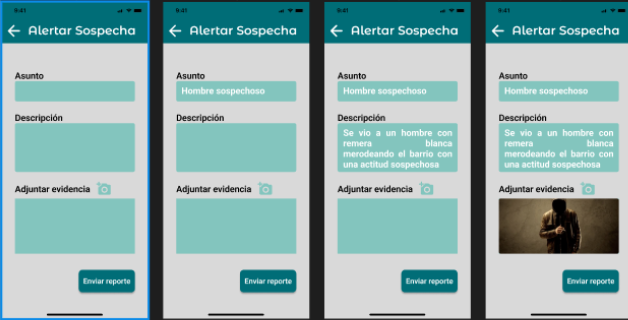 9:41
Alertar Sospecha
Asunto
Descripción
Adjuntar evidencia
Enviar reporte
9:41
Alertar Sospecha
Asunto
Hombre sospechoso
Descripción
Adjuntar evidencia
Enviar reporte
9:41
Alertar Sospecha
Asunto
Hombre sospechoso
Descripción
Se vio a un hombre con
remera blanca
merodeando el barrio con
una actitud sospechosa
Adjuntar evidencia
Enviar reporte
9:41
Alertar Sospecha
Asunto
Hombre sospechoso
Descripción
Se vio a un hombre con
remera blanca
merodeando el barrio con
una actitud sospechosa
Adjuntar evidencia
Enviar reporte